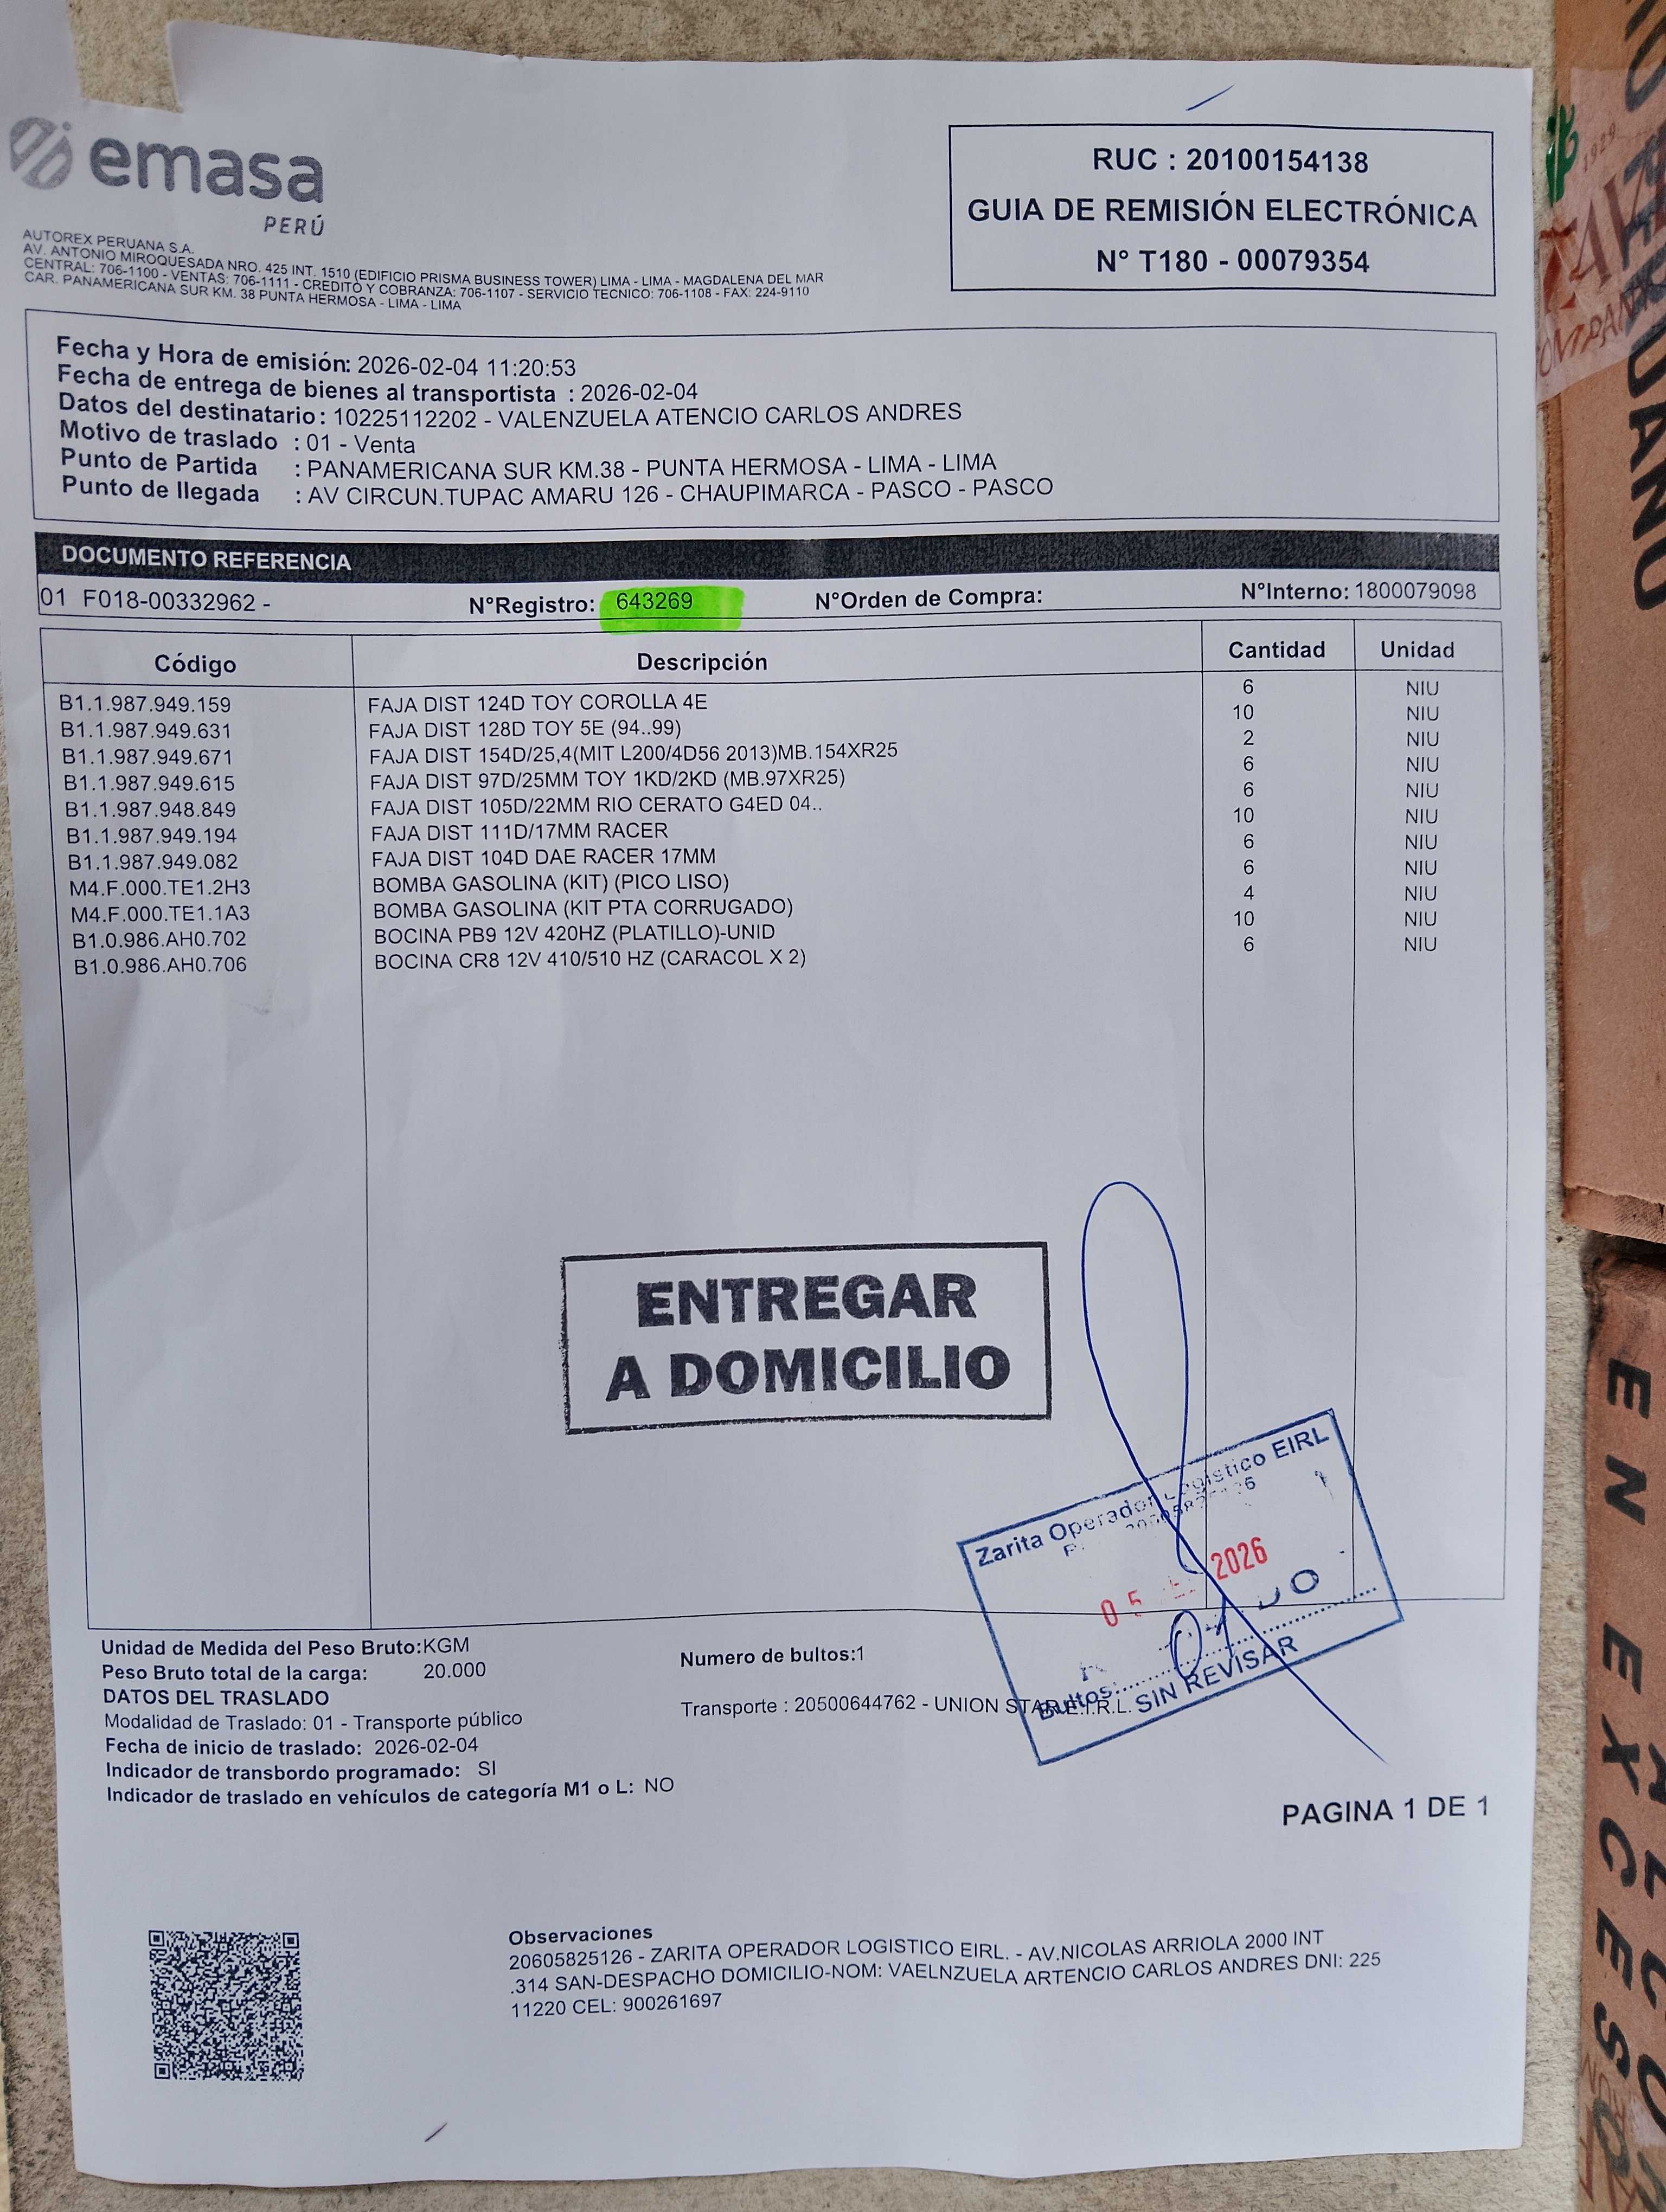 emasa
PERÚ
AUTOREX PERUANA S.A.
AV. ANTONIO MIROQUESADA NRO. 425 INT. 1510 (EDIFICIO PRISMA BUSINESS TOWER) LIMA - LIMA - MAGDALENA DEL MAR
CENTRAL: 706-1100 - VENTAS: 706-1111 - CREDITO Y COBRANZA: 706-1107 - SERVICIO TECNICO: 706-1108 - FAX: 224-9110
CAR. PANAMERICANA SUR KM. 38 PUNTA HERMOSA - LIMA - LIMA
RUC : 20100154138
GUIA DE REMISIÓN ELECTRÓNICA
N° T180 - 00079354
Fecha y Hora de emisión: 2026-02-04 11:20:53
Fecha de entrega de bienes al transportista : 2026-02-04
Datos del destinatario : 10225112202 - VALENZUELA ATENCIO CARLOS ANDRES
Motivo de traslado : 01 - Venta
Punto de Partida : PANAMERICANA SUR KM.38 - PUNTA HERMOSA - LIMA - LIMA
Punto de llegada : AV CIRCUN.TUPAC AMARU 126 - CHAUPIMARCA - PASCO - PASCO
DOCUMENTO REFERENCIA
01 F018-00332962 - N°Registro: 643269 N°Orden de Compra: N°Interno: 1800079098
Código Descripción Cantidad Unidad
B1.1.987.949.159 FAJA DIST 124D TOY COROLLA 4E 6 NIU
B1.1.987.949.631 FAJA DIST 128D TOY 5E (94..99) 10 NIU
B1.1.987.949.671 FAJA DIST 154D/25,4(MIT L200/4D56 2013)MB.154XR25 2 NIU
B1.1.987.949.615 FAJA DIST 97D/25MM TOY 1KD/2KD (MB.97XR25) 6 NIU
B1.1.987.948.849 FAJA DIST 105D/22MM RIO CERATO G4ED 04.. 6 NIU
B1.1.987.949.194 FAJA DIST 111D/17MM RACER 10 NIU
B1.1.987.949.082 FAJA DIST 104D DAE RACER 17MM 6 NIU
M4.F.000.TE1.2H3 BOMBA GASOLINA (KIT) (PICO LISO) 6 NIU
M4.F.000.TE1.1A3 BOMBA GASOLINA (KIT PTA CORRUGADO) 4 NIU
B1.0.986.AH0.702 BOCINA PB9 12V 420HZ (PLATILLO)-UNID 10 NIU
B1.0.986.AH0.706 BOCINA CR8 12V 410/510 HZ (CARACOL X 2) 6 NIU
ENTREGAR
A DOMICILIO
Zarita Operador Logistico EIRL
05 2026
Bultos: 01
SIN REVISAR
Unidad de Medida del Peso Bruto: KGM
Peso Bruto total de la carga: 20.000
Numero de bultos:1
DATOS DEL TRASLADO
Modalidad de Traslado: 01 - Transporte público
Transporte : 20500644762 - UNION STAR E.I.R.L.
Fecha de inicio de traslado: 2026-02-04
Indicador de transbordo programado: SI
Indicador de traslado en vehículos de categoría M1 o L: NO
PAGINA 1 DE 1
Observaciones
20605825126 - ZARITA OPERADOR LOGISTICO EIRL. - AV.NICOLAS ARRIOLA 2000 INT
.314 SAN-DESPACHO DOMICILIO-NOM: VAELNZUELA ARTENCIO CARLOS ANDRES DNI: 225
11220 CEL: 900261697
1929
EN EXCESO